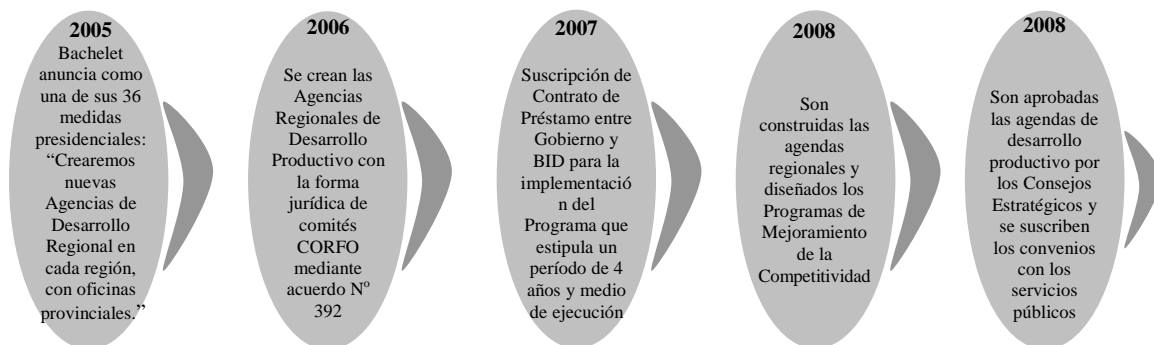 2005
Bachelet
anuncia como
una de sus 36
medidas
presidenciales:
“Crearemos
nuevas
Agencias de
Desarrollo
Regional en
cada región,
con oficinas
provinciales.”
2006
Se crean las
Agencias
Regionales de
Desarrollo
Productivo con
la forma
jurídica de
comités
CORFO
mediante
acuerdo Nº
392
2007
Suscripción de
Contrato de
Préstamo entre
Gobierno y
BID para la
implementació
n del
Programa que
estipula un
período de 4
años y medio
de ejecución
2008
Son
construidas las
agendas
regionales y
diseñados los
Programas de
Mejoramiento
de la
Competitividad
2008
Son aprobadas
las agendas de
desarrollo
productivo por
los Consejos
Estratégicos y
se suscriben
los convenios
con los
servicios
públicos